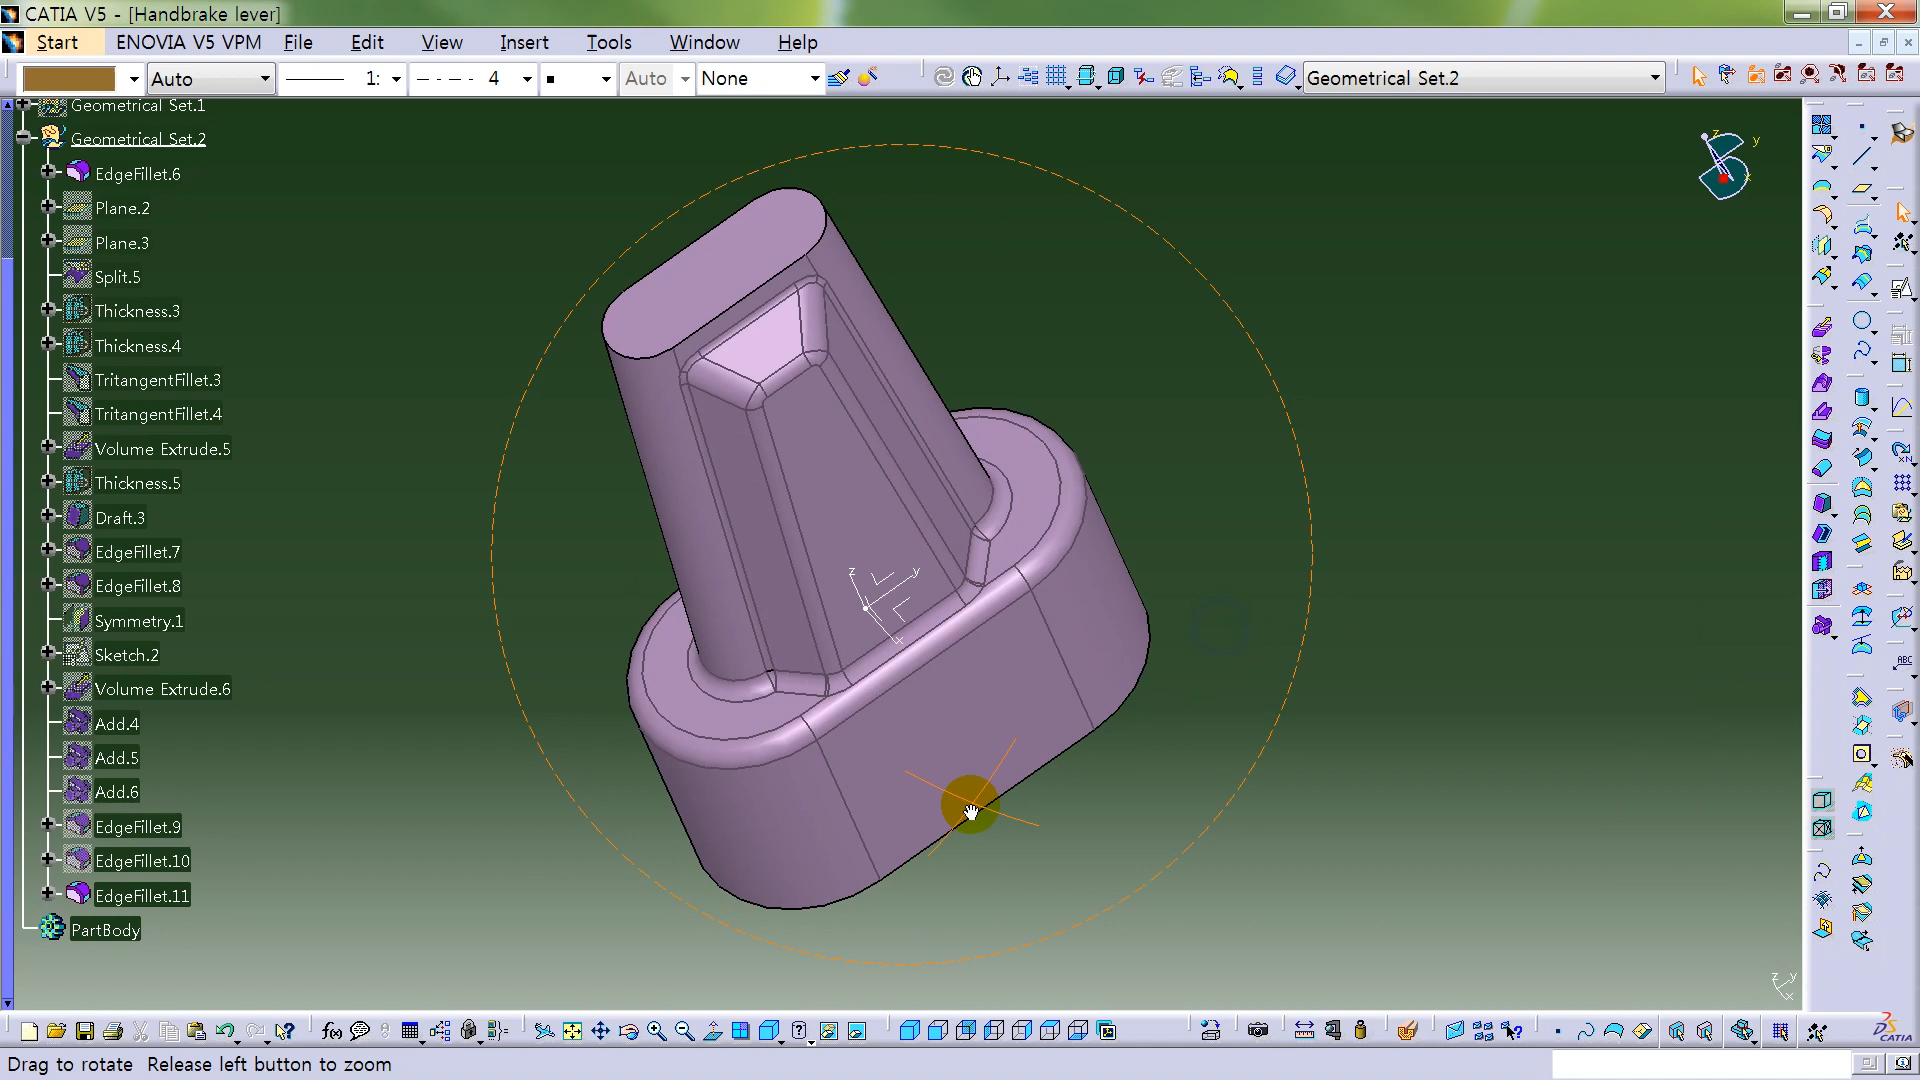 CATIA V5 - [Handbrake lever]
Start ENOVIA V5 VPM File Edit View Insert Tools Window Help
Auto 1: 4 Auto None Geometrical Set.2
Geometrical Set.1
Geometrical Set.2
EdgeFillet.6
Plane.2
Plane.3
Split.5
Thickness.3
Thickness.4
TritangentFillet.3
TritangentFillet.4
Volume Extrude.5
Thickness.5
Draft.3
EdgeFillet.7
EdgeFillet.8
Symmetry.1
Sketch.2
Volume Extrude.6
Add.4
Add.5
Add.6
EdgeFillet.9
EdgeFillet.10
EdgeFillet.11
PartBody
z y x
z y x
z y x
ABC
f(x)
CATIA
Drag to rotate Release left button to zoom